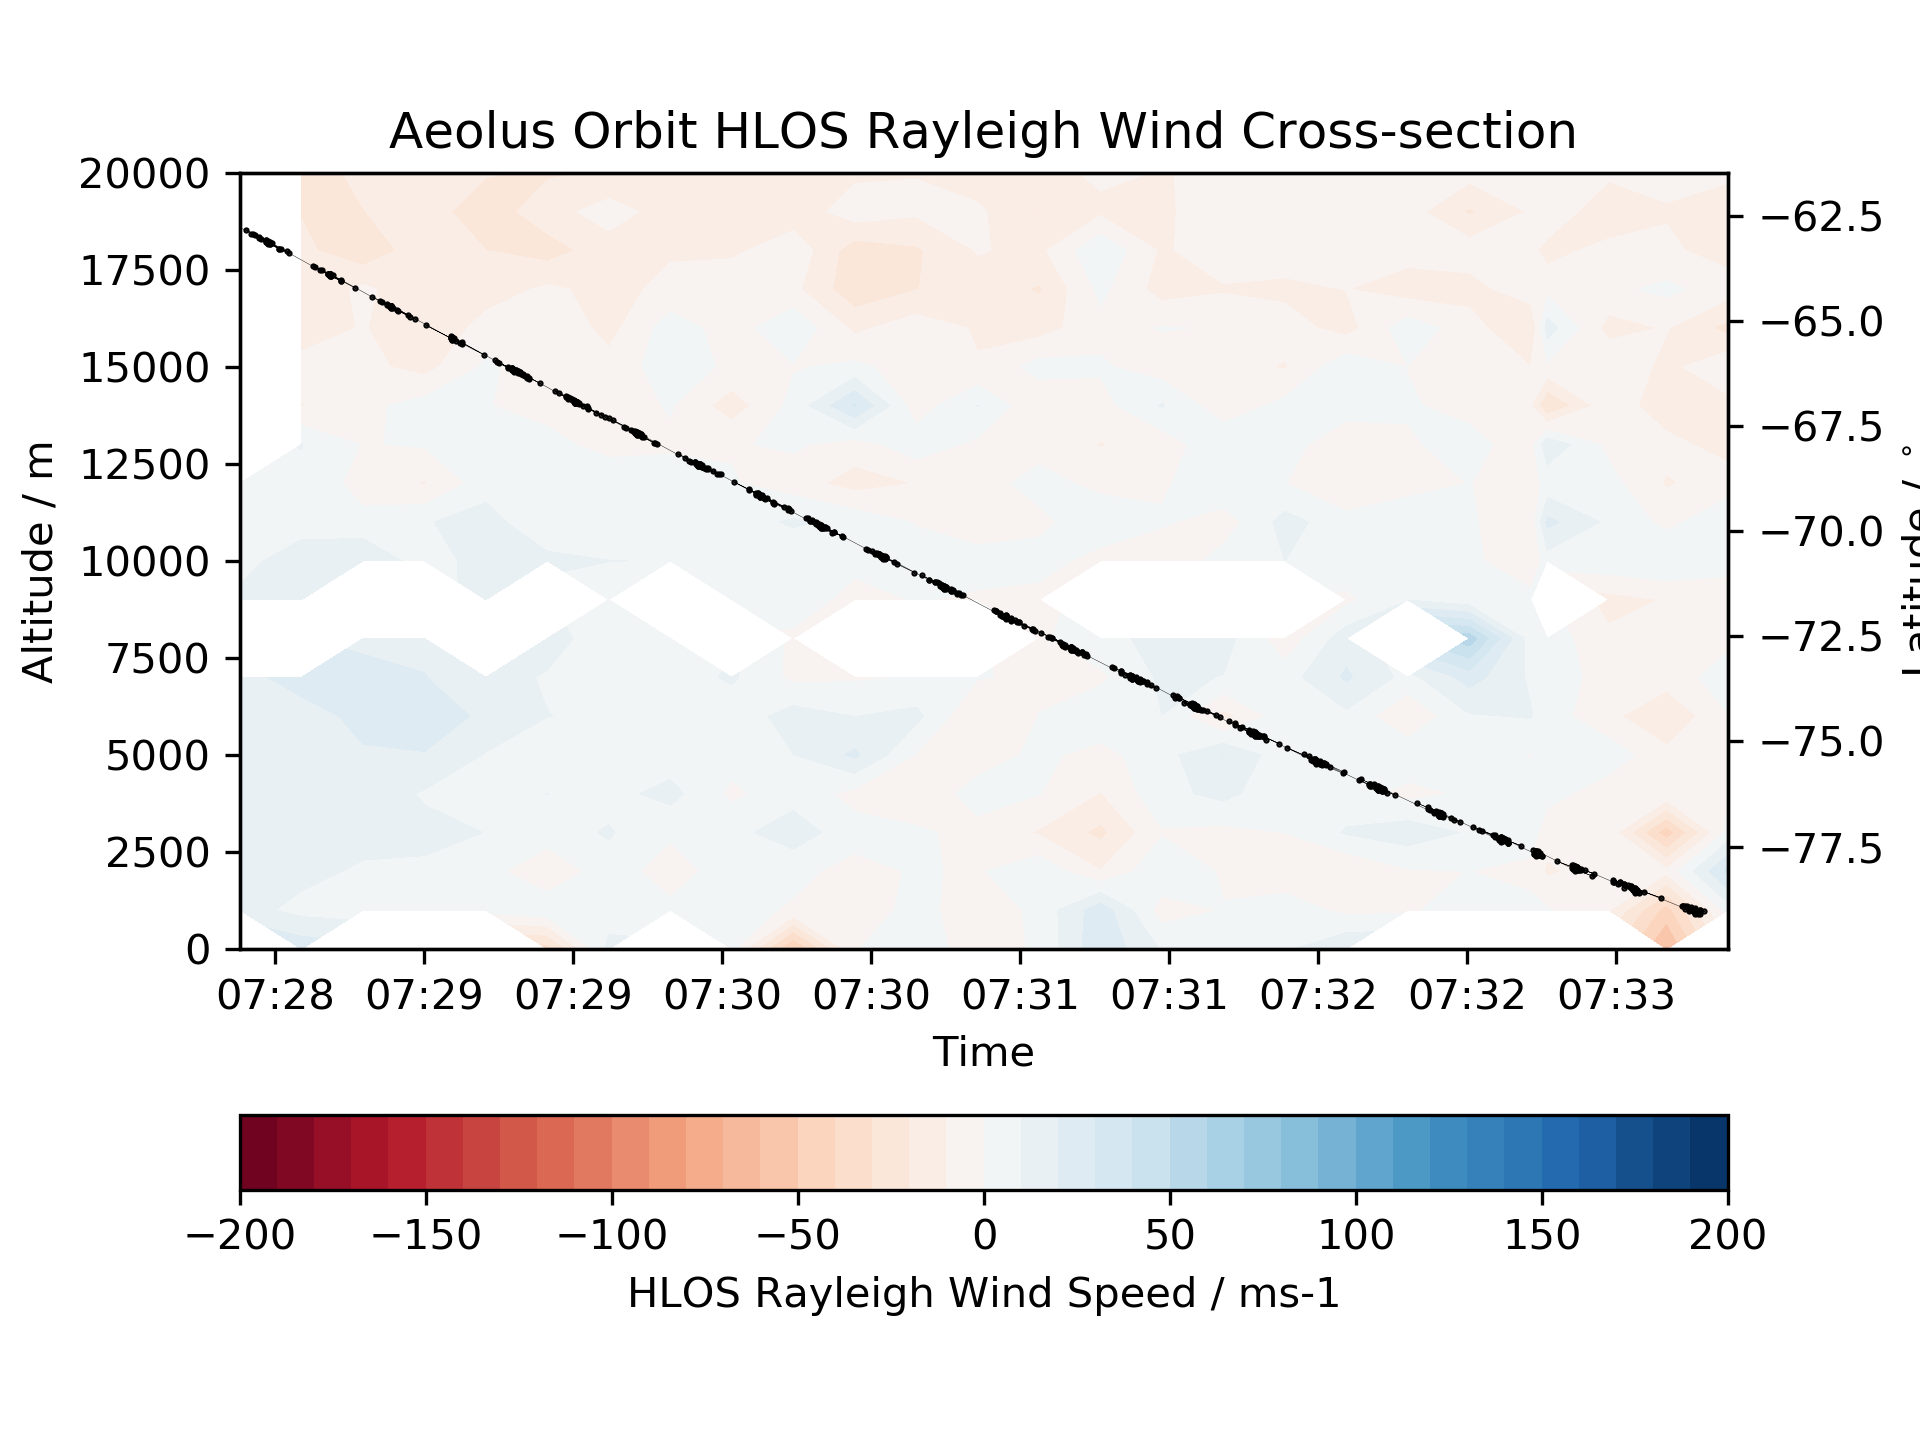 Aeolus Orbit HLOS Rayleigh Wind Cross-section
20000
17500
15000
12500
10000
7500
5000
2500
0
Altitude / m
−62.5
−65.0
−67.5
−70.0
−72.5
−75.0
−77.5
Latitude / °
07:28 07:29 07:29 07:30 07:30 07:31 07:31 07:32 07:32 07:33
Time
−200 −150 −100 −50 0 50 100 150 200
HLOS Rayleigh Wind Speed / ms-1